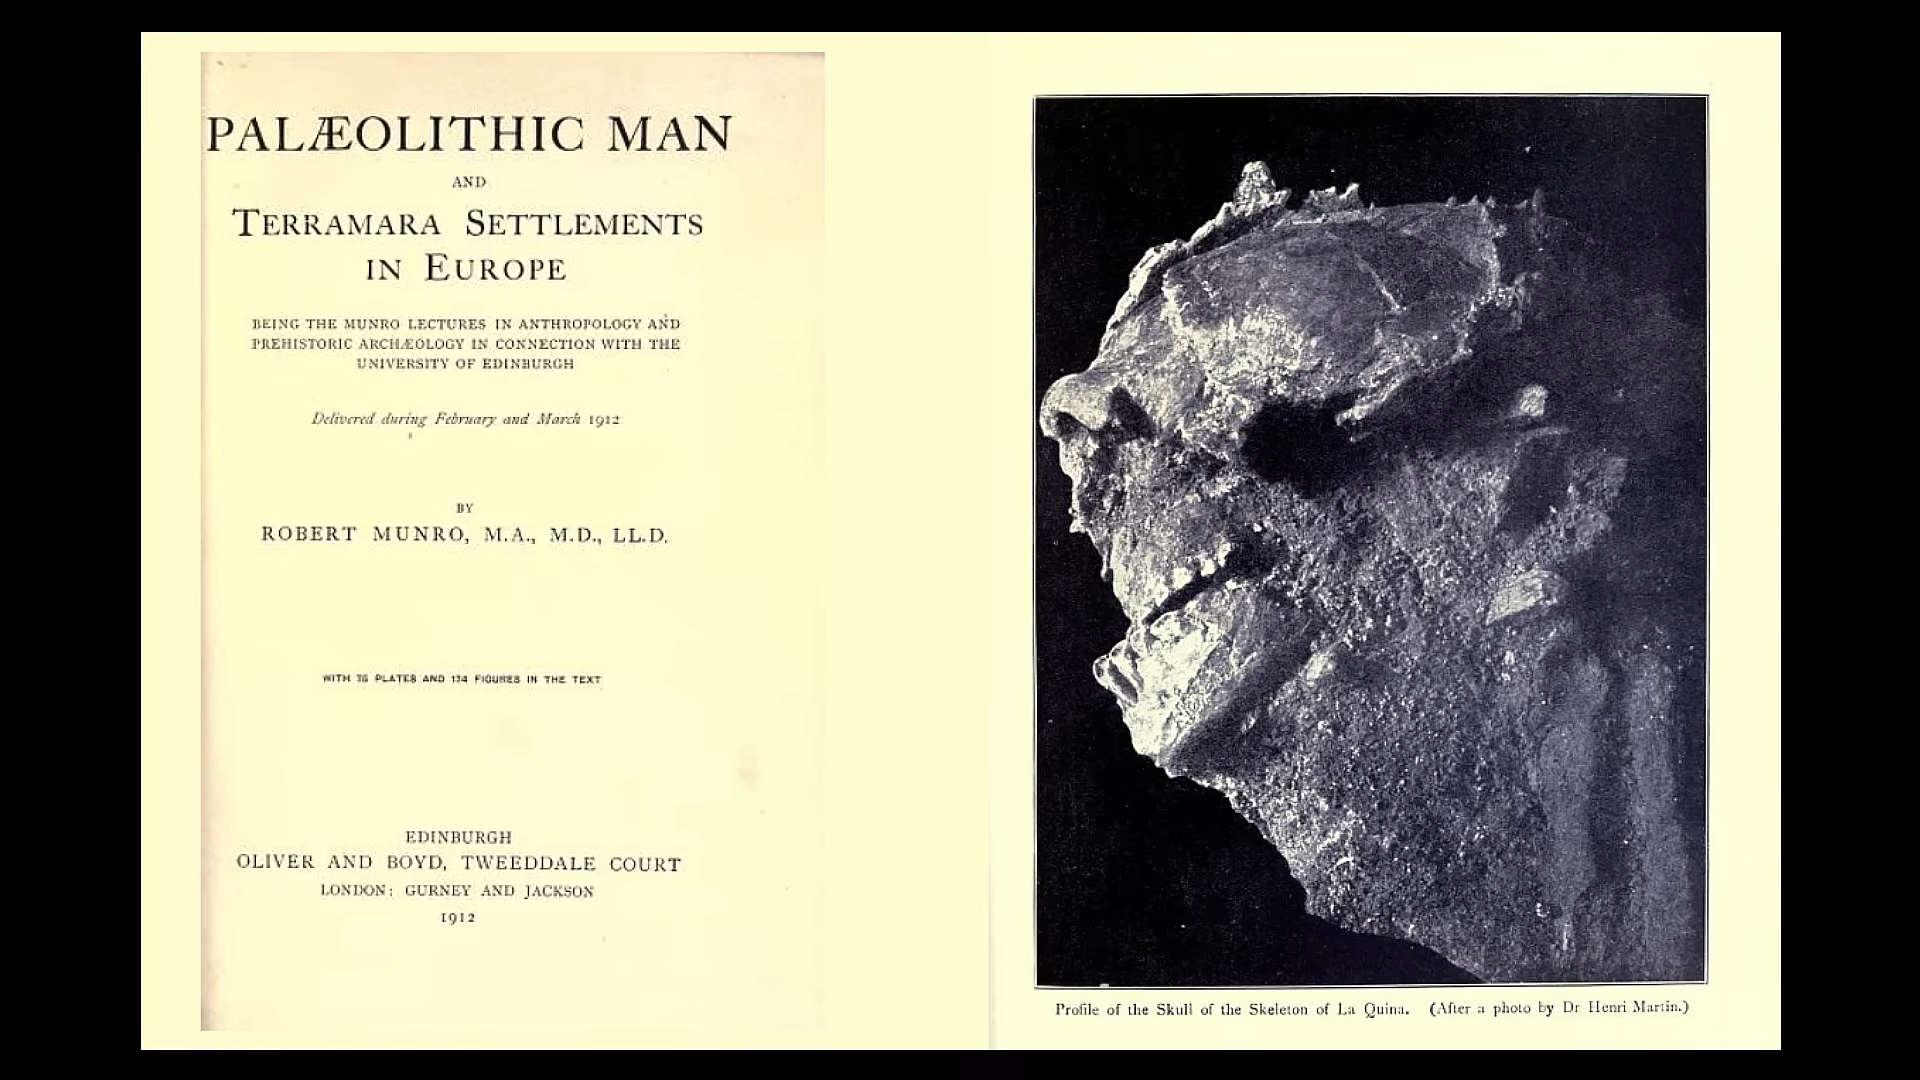 PALÆOLITHIC MAN
AND
TERRAMARA SETTLEMENTS
IN EUROPE
BEING THE MUNRO LECTURES IN ANTHROPOLOGY AND
PREHISTORIC ARCHÆOLOGY IN CONNECTION WITH THE
UNIVERSITY OF EDINBURGH
Delivered during February and March 1912
BY
ROBERT MUNRO, M.A., M.D., LL.D.
WITH 75 PLATES AND 174 FIGURES IN THE TEXT
EDINBURGH
OLIVER AND BOYD, TWEEDDALE COURT
LONDON: GURNEY AND JACKSON
1912
Profile of the Skull of the Skeleton of La Quina. (After a photo by Dr Henri Martin.)